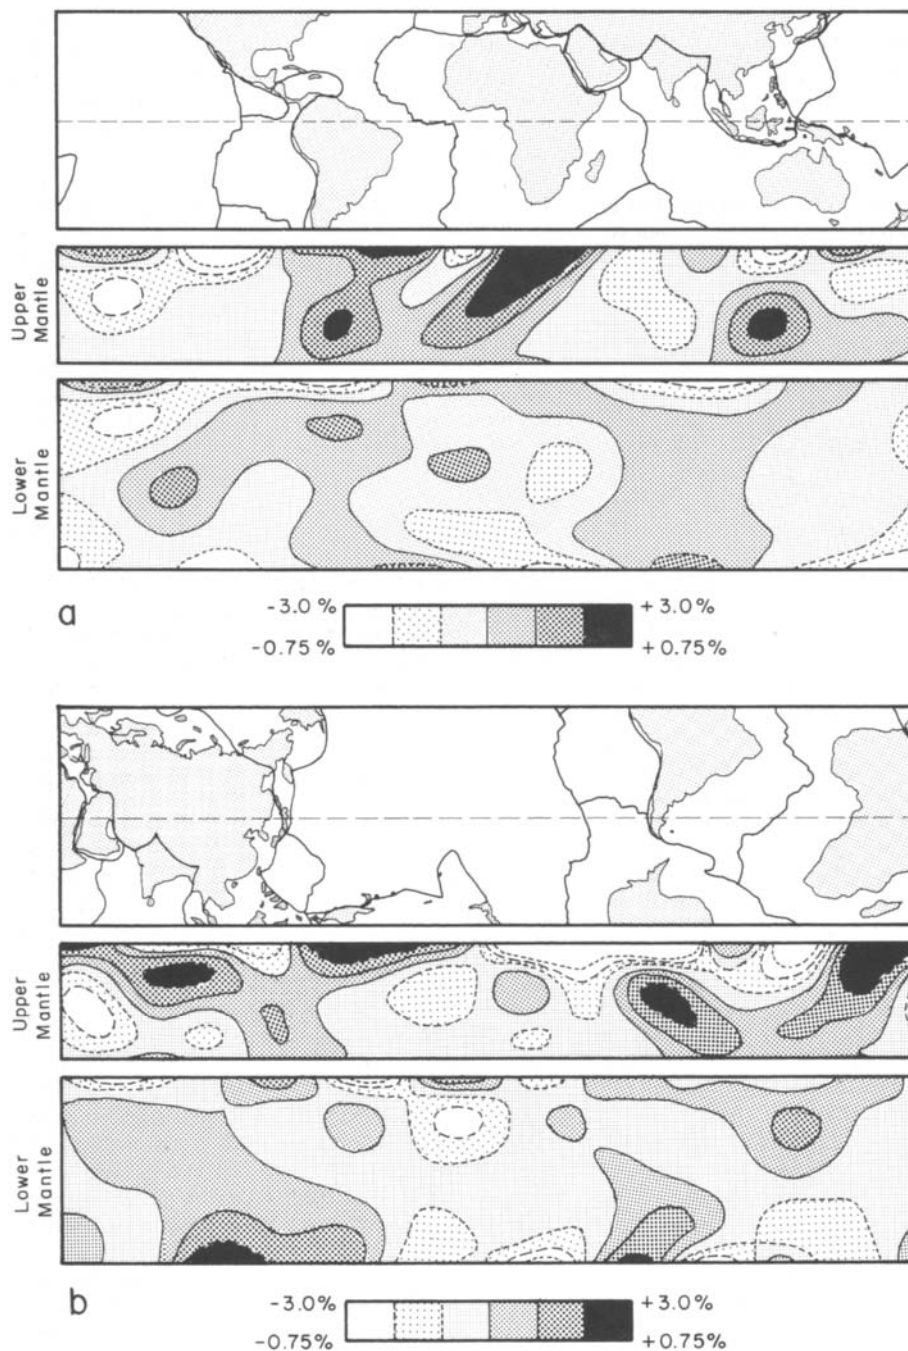 Upper
Mantle
Lower
Mantle
a
-3.0 %
+3.0 %
-0.75 %
+0.75 %
Upper
Mantle
Lower
Mantle
b
-3.0 %
+3.0 %
-0.75 %
+0.75 %